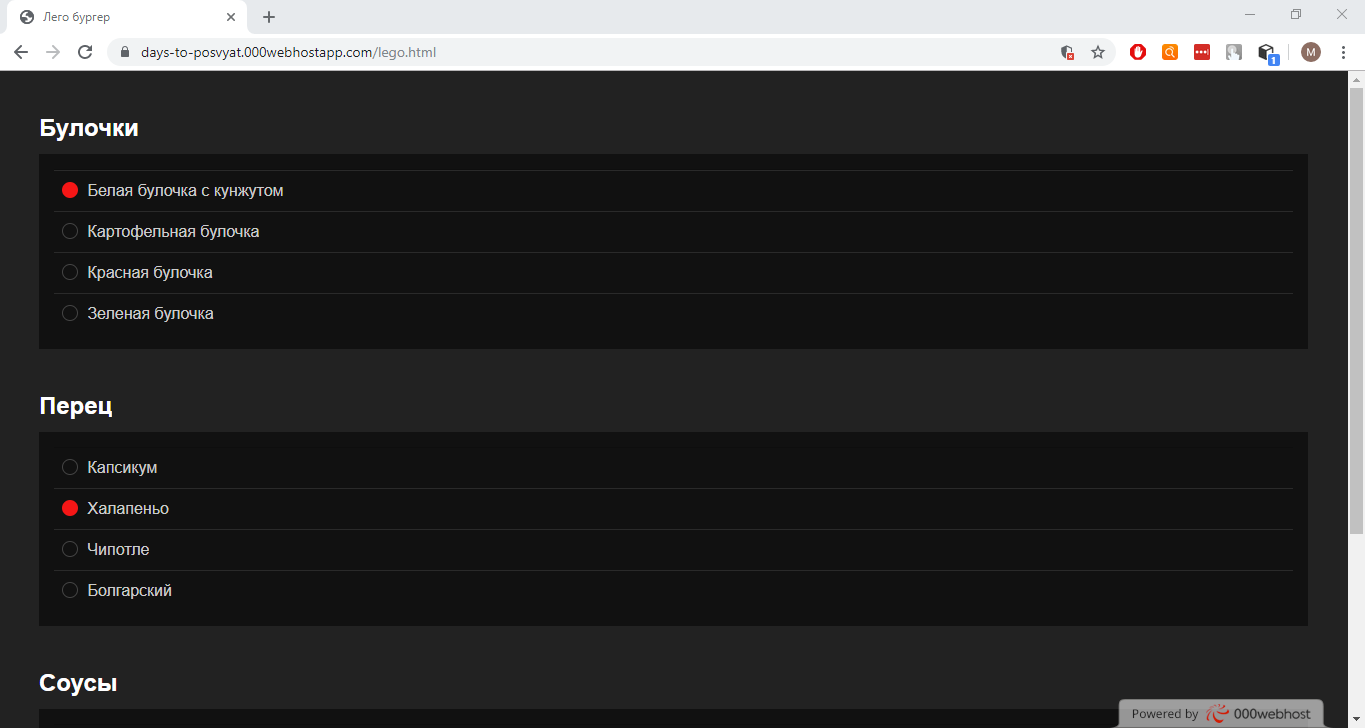 Лего бургер
days-to-posvyat.000webhostapp.com/lego.html
1
M
Булочки
Белая булочка с кунжутом
Картофельная булочка
Красная булочка
Зеленая булочка
Перец
Капсикум
Халапеньо
Чипотле
Болгарский
Соусы
Powered by 000webhost